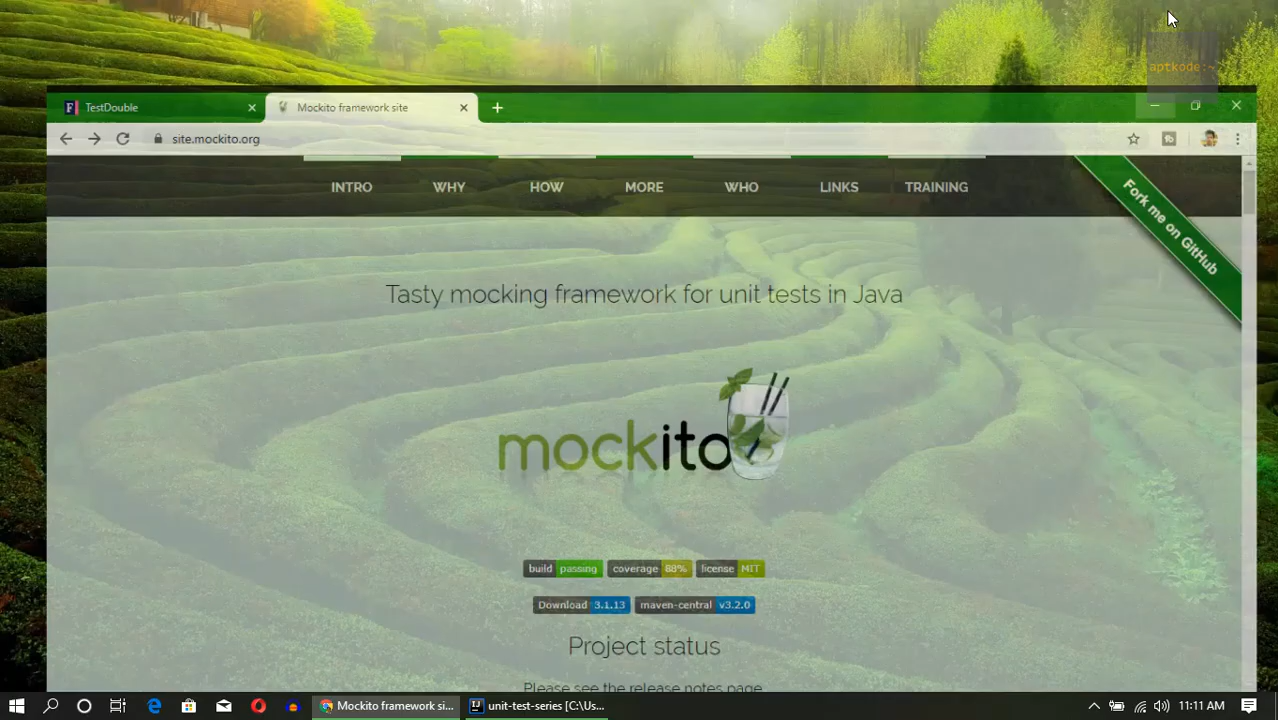 aptkode:~
TestDouble
Mockito framework site
site.mockito.org
INTRO WHY HOW MORE WHO LINKS TRAINING
Fork me on GitHub
Tasty mocking framework for unit tests in Java
mockito
build passing coverage 88% license MIT
Download 3.1.13 maven-central v3.2.0
Project status
Please see the release notes page
Mockito framework si... unit-test-series [C:\Us... 11:11 AM